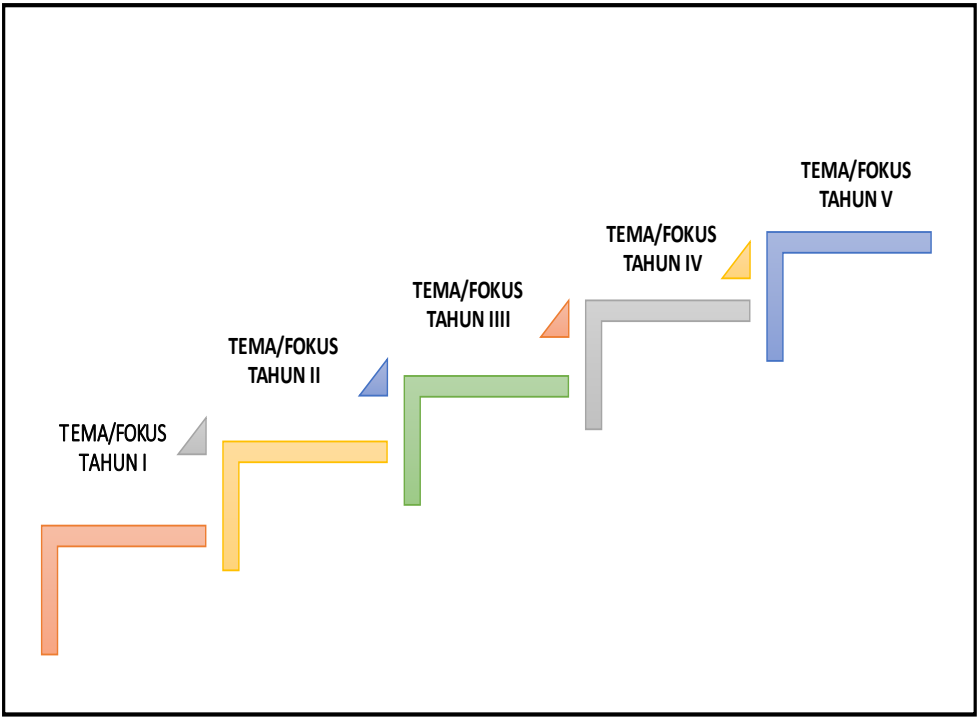 TEMA/FOKUS
TAHUN I
TEMA/FOKUS
TAHUN II
TEMA/FOKUS
TAHUN IIII
TEMA/FOKUS
TAHUN IV
TEMA/FOKUS
TAHUN V